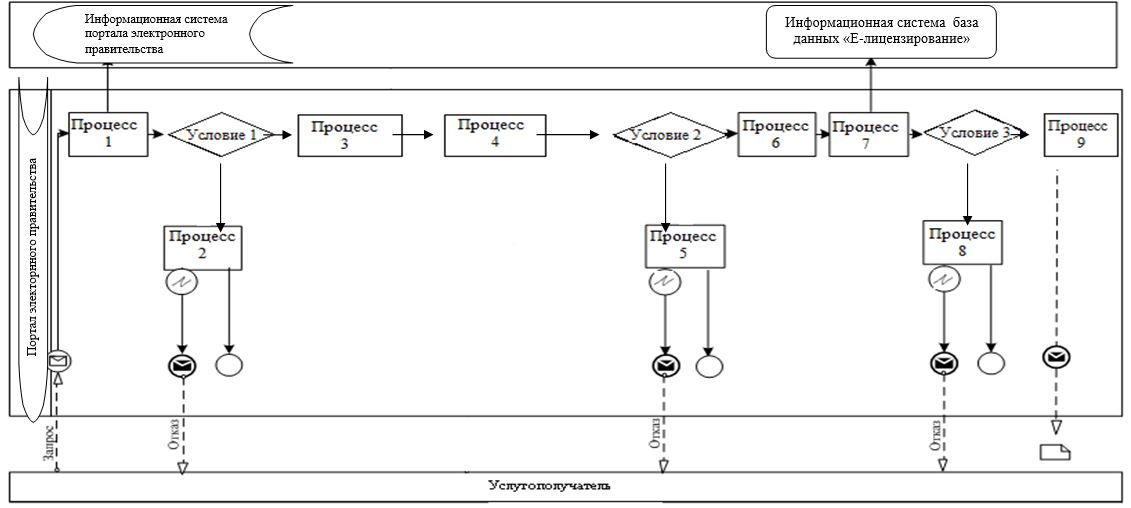 Информационная система
портала электронного
правительства
Информационная система база
данных «Е-лицензирование»
Портал электорнного правительства
Процесс
1
Условие 1
Процесс
3
Процесс
4
Условие 2
Процесс
6
Процесс
7
Условие 3
Процесс
9
Процесс
2
Процесс
5
Процесс
8
Запрос
Отказ
Отказ
Отказ
Услугополучатель